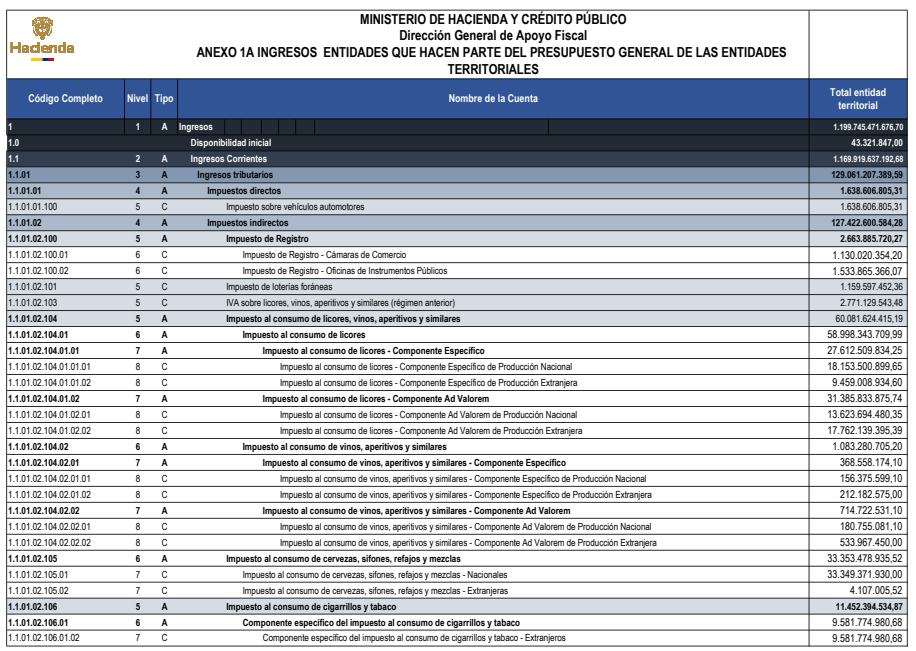 Hacienda
MINISTERIO DE HACIENDA Y CRÉDITO PÚBLICO
Dirección General de Apoyo Fiscal
ANEXO 1A INGRESOS ENTIDADES QUE HACEN PARTE DEL PRESUPUESTO GENERAL DE LAS ENTIDADES
TERRITORIALES
Código Completo Nivel Tipo Nombre de la Cuenta Total entidad territorial
1 1 A Ingresos 1.199.745.471.676,70
1.0 Disponibilidad inicial 43.321.847,00
1.1 2 A Ingresos Corrientes 1.169.919.637.192,68
1.1.01 3 A Ingresos tributarios 129.061.207.389,59
1.1.01.01 4 A Impuestos directos 1.638.606.805,31
1.1.01.01.100 5 C Impuesto sobre vehículos automotores 1.638.606.805,31
1.1.01.02 4 A Impuestos indirectos 127.422.600.584,28
1.1.01.02.100 5 A Impuesto de Registro 2.663.885.720,27
1.1.01.02.100.01 6 C Impuesto de Registro - Cámaras de Comercio 1.130.020.354,20
1.1.01.02.100.02 6 C Impuesto de Registro - Oficinas de Instrumentos Públicos 1.533.865.366,07
1.1.01.02.101 5 C Impuesto de loterías foráneas 1.159.597.452,36
1.1.01.02.103 5 C IVA sobre licores, vinos, aperitivos y similares (régimen anterior) 2.771.129.543,48
1.1.01.02.104 5 A Impuesto al consumo de licores, vinos, aperitivos y similares 60.081.624.415,19
1.1.01.02.104.01 6 A Impuesto al consumo de licores 58.998.343.709,99
1.1.01.02.104.01.01 7 A Impuesto al consumo de licores - Componente Específico 27.612.509.834,25
1.1.01.02.104.01.01.01 8 C Impuesto al consumo de licores - Componente Específico de Producción Nacional 18.153.500.899,65
1.1.01.02.104.01.01.02 8 C Impuesto al consumo de licores - Componente Específico de Producción Extranjera 9.459.008.934,60
1.1.01.02.104.01.02 7 A Impuesto al consumo de licores - Componente Ad Valorem 31.385.833.875,74
1.1.01.02.104.01.02.01 8 C Impuesto al consumo de licores - Componente Ad Valorem de Producción Nacional 13.623.694.480,35
1.1.01.02.104.01.02.02 8 C Impuesto al consumo de licores - Componente Ad Valorem de Producción Extranjera 17.762.139.395,39
1.1.01.02.104.02 6 A Impuesto al consumo de vinos, aperitivos y similares 1.083.280.705,20
1.1.01.02.104.02.01 7 A Impuesto al consumo de vinos, aperitivos y similares - Componente Específico 368.558.174,10
1.1.01.02.104.02.01.01 8 C Impuesto al consumo de vinos, aperitivos y similares - Componente Específico de Producción Nacional 156.375.599,10
1.1.01.02.104.02.01.02 8 C Impuesto al consumo de vinos, aperitivos y similares - Componente Específico de Producción Extranjera 212.182.575,00
1.1.01.02.104.02.02 7 A Impuesto al consumo de vinos, aperitivos y similares - Componente Ad Valorem 714.722.531,10
1.1.01.02.104.02.02.01 8 C Impuesto al consumo de vinos, aperitivos y similares - Componente Ad Valorem de Producción Nacional 180.755.081,10
1.1.01.02.104.02.02.02 8 C Impuesto al consumo de vinos, aperitivos y similares - Componente Ad Valorem de Producción Extranjera 533.967.450,00
1.1.01.02.105 6 A Impuesto al consumo de cervezas, sifones, refajos y mezclas 33.353.478.935,52
1.1.01.02.105.01 7 C Impuesto al consumo de cervezas, sifones, refajos y mezclas - Nacionales 33.349.371.930,00
1.1.01.02.105.02 7 C Impuesto al consumo de cervezas, sifones, refajos y mezclas - Extranjeras 4.107.005,52
1.1.01.02.106 5 A Impuesto al consumo de cigarrillos y tabaco 11.452.394.534,87
1.1.01.02.106.01 6 A Componente específico del impuesto al consumo de cigarrillos y tabaco 9.581.774.980,68
1.1.01.02.106.01.02 7 C Componente específico del impuesto al consumo de cigarrillos y tabaco - Extranjeros 9.581.774.980,68